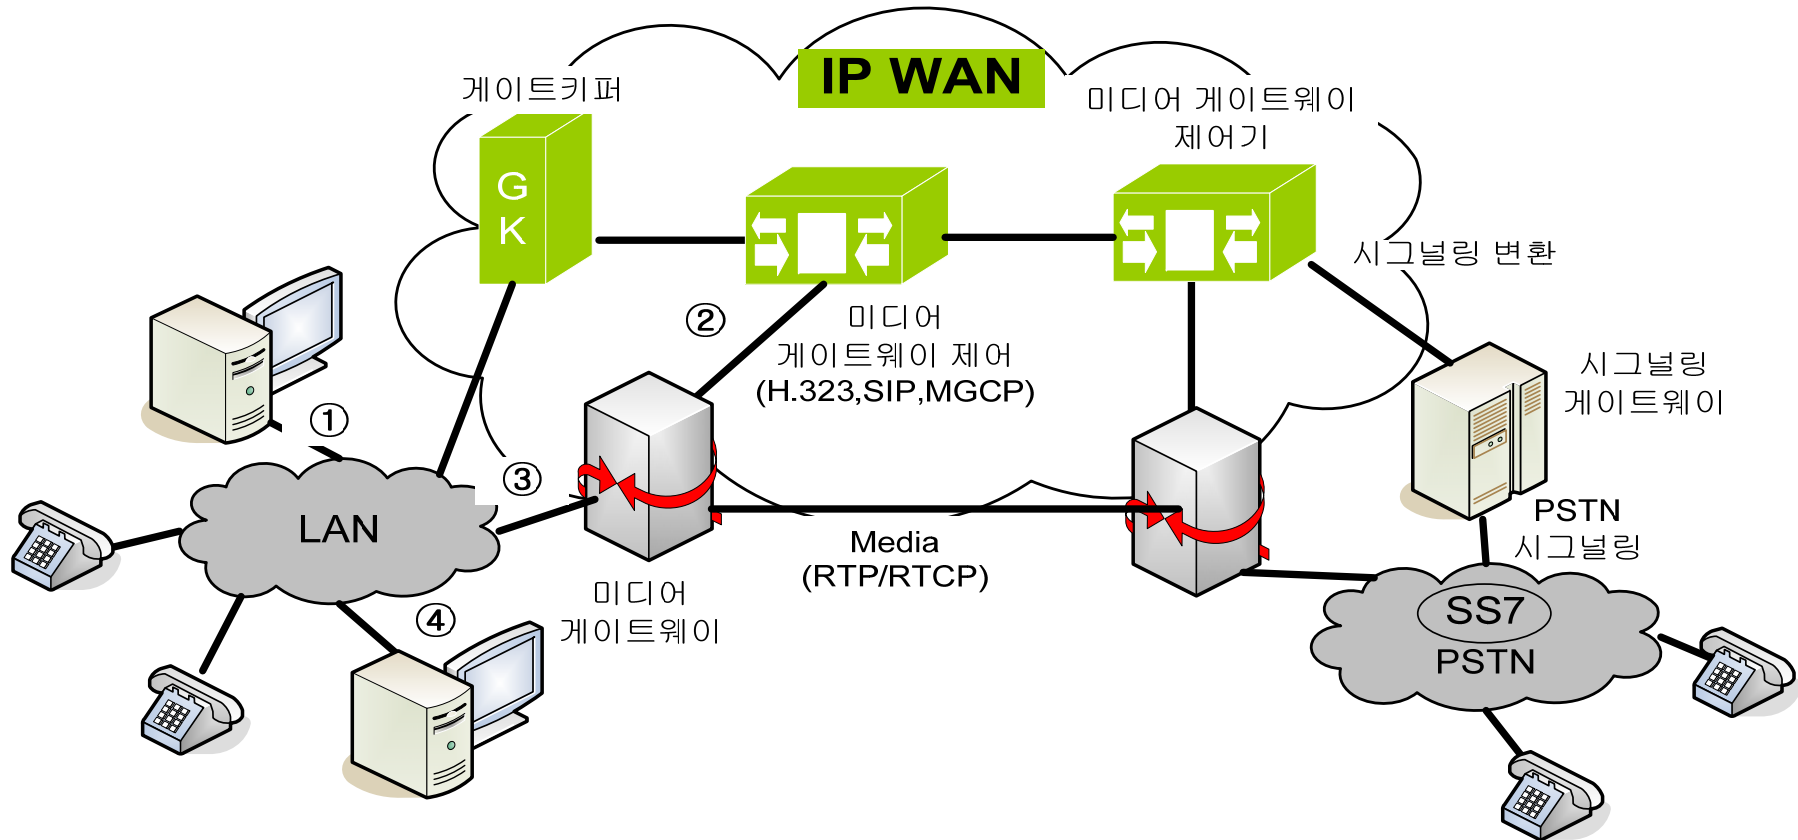 IP WAN
게이트키퍼
미디어 게이트웨이
제어기
G
K
시그널링 변환
②
미디어
게이트웨이 제어
(H.323,SIP,MGCP)
시그널링
게이트웨이
①
③
LAN
PSTN
시그널링
Media
(RTP/RTCP)
미디어
게이트웨이
④
SS7
PSTN